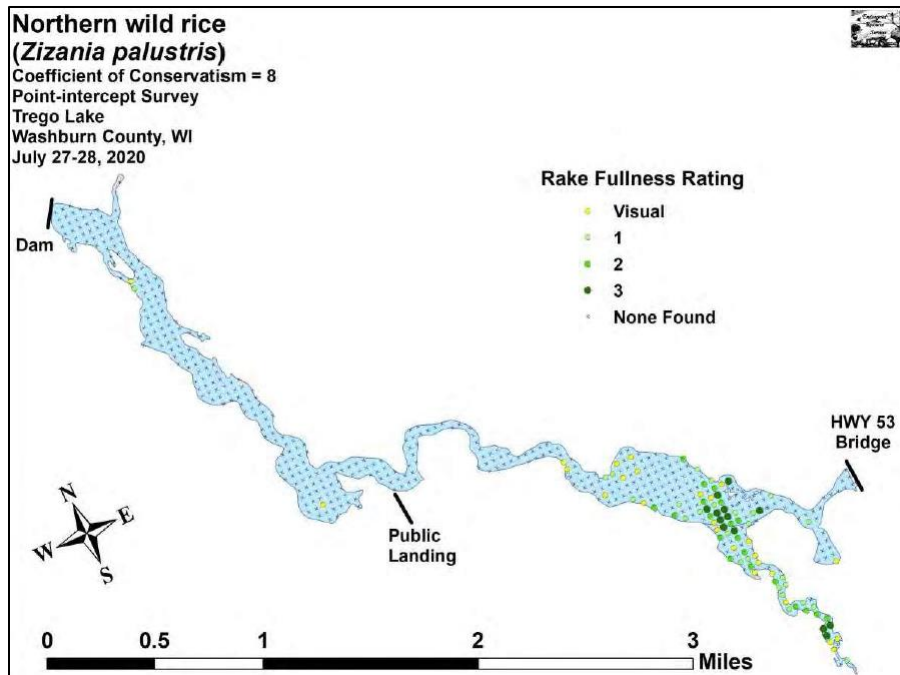 Northern wild rice
(Zizania palustris)
Coefficient of Conservatism = 8
Point-intercept Survey
Trego Lake
Washburn County, WI
July 27-28, 2020
Rake Fullness Rating
Visual
1
2
3
None Found
Dam
HWY 53
Bridge
Public
Landing
N
E
W
S
0 0.5 1 2 3
Miles